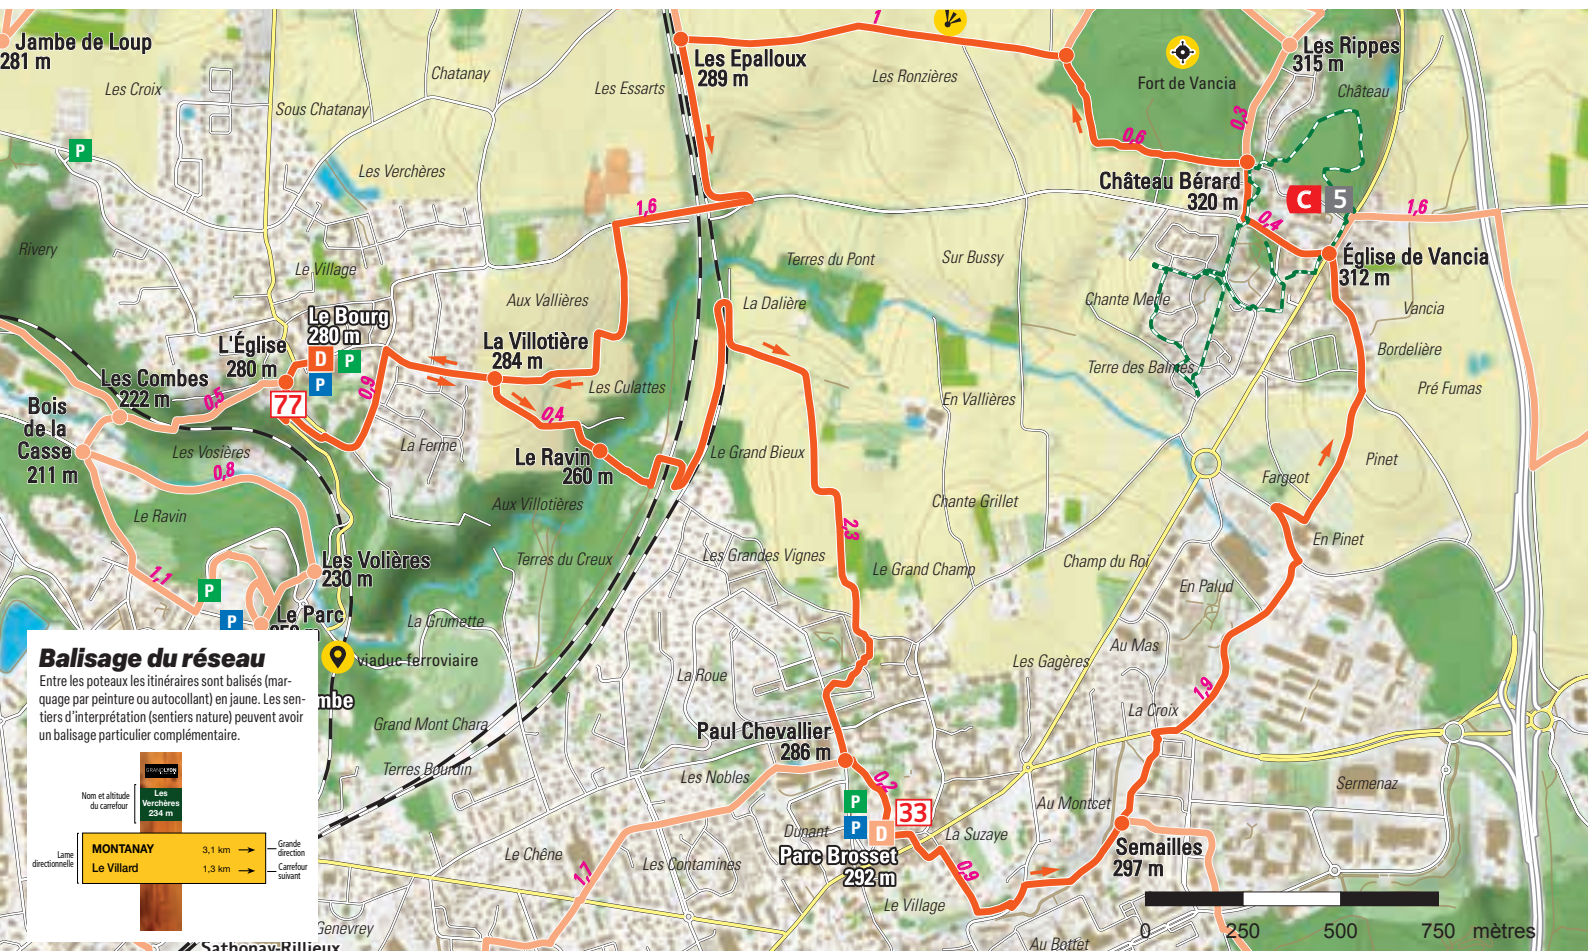 Jambe de Loup
281 m
Les Croix
Chatanay
Sous Chatanay
Les Essarts
Les Epalloux
289 m
1
Les Ronzières
Fort de Vancia
Les Rippes
315 m
Château
P
Les Verchères
0,6
0,3
Château Bérard
320 m
C 5
1,6
1,6
0,4
Rivery
Le Village
Terres du Pont
Sur Bussy
Église de Vancia
312 m
Aux Vallières
La Dalière
Chante Merle
Vancia
Le Bourg
280 m
L'Église
280 m
D P
P
La Villotière
284 m
Bordelière
Les Combes
222 m
0,5
77
0,9
Les Culattes
Terre des Balmes
Pré Fumas
Bois
de la
Casse
211 m
0,4
En Vallières
Les Vosières
La Ferme
Le Ravin
260 m
Le Grand Bieux
Pinet
0,8
Fargeot
Le Ravin
Aux Villotières
Chante Grillet
2,3
En Pinet
Les Volières
230 m
Terres du Creux
Les Grandes Vignes
Le Grand Champ
Champ du Roi
1,1
P
En Palud
P
Le Parc
La Grumette
Au Mas
viaduc ferroviaire
Les Gagères
La Roue
1,9
mbe
La Croix
Grand Mont Chara
Paul Chevallier
286 m
Terres Bourdin
Les Nobles
0,2
Sermenaz
P
P D
33
Au Montcet
Dunant
La Suzaye
Parc Brosset
292 m
Semailles
297 m
Le Chêne
1,7
Les Contamines
0,9
Le Village
Genevrey
Au Bottet
Sathonay-Rillieux
0 250 500 750 mètres
Balisage du réseau
Entre les poteaux les itinéraires sont balisés (mar-
quage par peinture ou autocollant) en jaune. Les sen-
tiers d'interprétation (sentiers nature) peuvent avoir
un balisage particulier complémentaire.
GRANDLYON
Nom et altitude
du carrefour
Les
Verchères
234 m
Lame
directionnelle
MONTANAY 3,1 km
Le Villard 1,3 km
Grande
direction
Carrefour
suivant